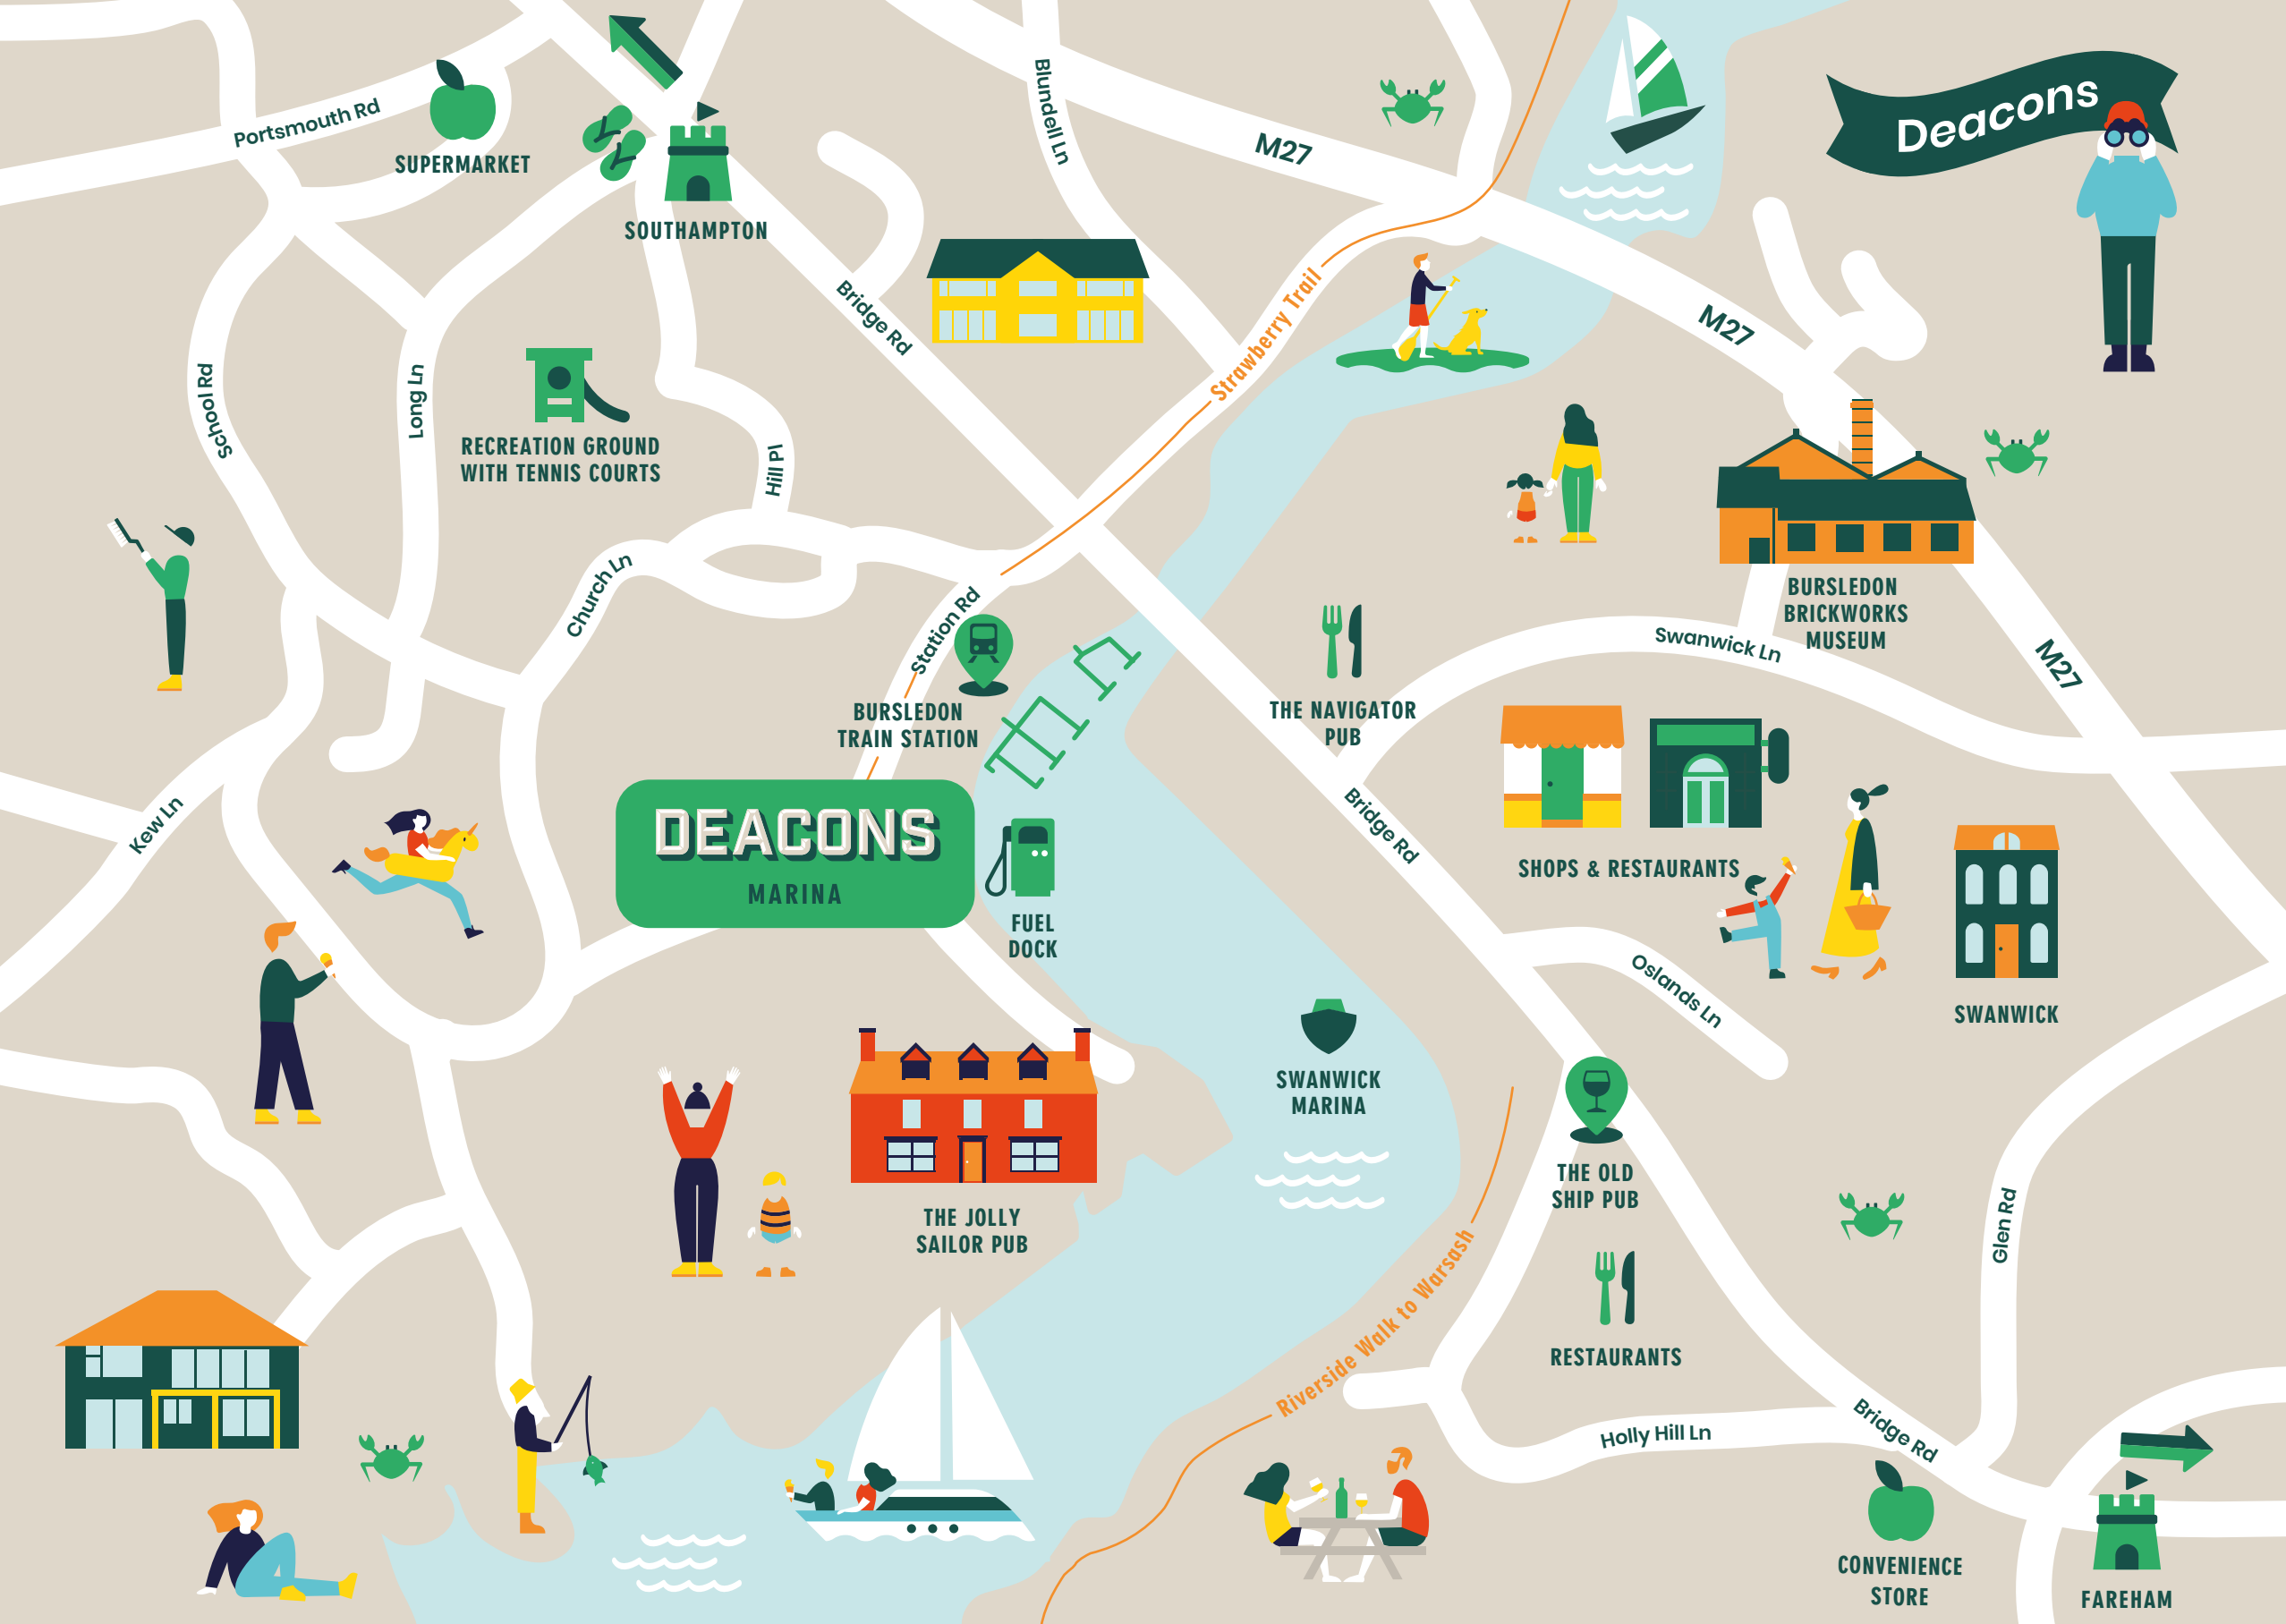 Deacons
Portsmouth Rd
SUPERMARKET
SOUTHAMPTON
Blundell Ln
M27
Bridge Rd
Strawberry Trail
M27
School Rd
Long Ln
RECREATION GROUND
WITH TENNIS COURTS
Hill Pl
Church Ln
Station Rd
BURSLEDON
TRAIN STATION
BURSLEDON
BRICKWORKS
MUSEUM
Swanwick Ln
M27
THE NAVIGATOR
PUB
Kew Ln
DEACONS
MARINA
FUEL
DOCK
Bridge Rd
SHOPS & RESTAURANTS
Oslands Ln
SWANWICK
SWANWICK
MARINA
THE OLD
SHIP PUB
THE JOLLY
SAILOR PUB
Glen Rd
Riverside Walk to Warsash
RESTAURANTS
Holly Hill Ln
Bridge Rd
CONVENIENCE
STORE
FAREHAM